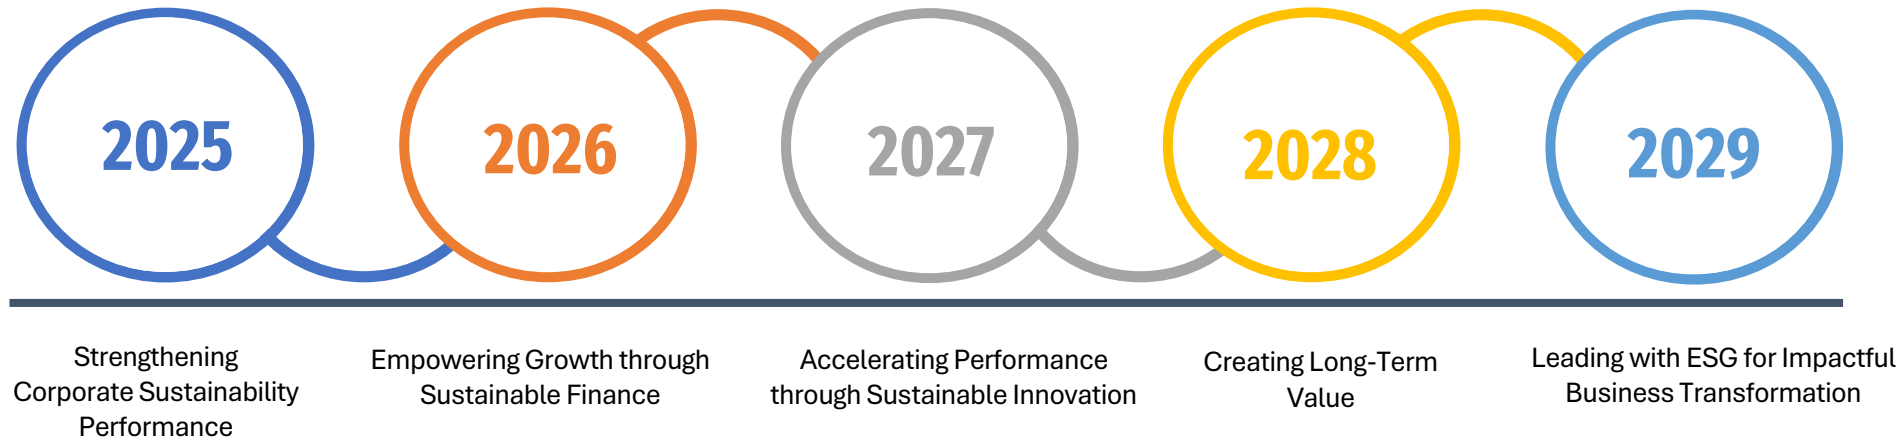 2025
2026
2027
2028
2029
Strengthening
Corporate Sustainability
Performance
Empowering Growth through
Sustainable Finance
Accelerating Performance
through Sustainable Innovation
Creating Long-Term
Value
Leading with ESG for Impactful
Business Transformation